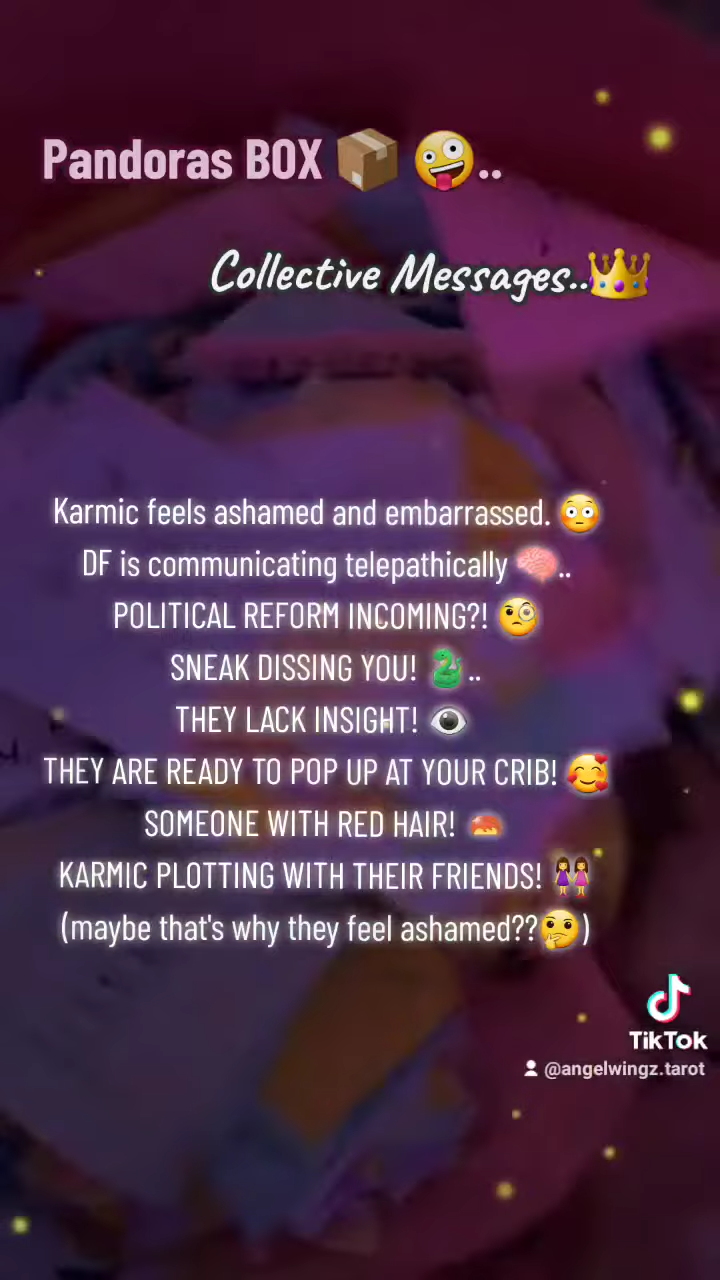 Pandoras BOX 📦 🤪..
Collective Messages..👑
Karmic feels ashamed and embarrassed. 😳
DF is communicating telepathically 🧠..
POLITICAL REFORM INCOMING?! 🧐
SNEAK DISSING YOU! 🐍..
THEY LACK INSIGHT! 👁️
THEY ARE READY TO POP UP AT YOUR CRIB! 🥰
SOMEONE WITH RED HAIR! 🦰
KARMIC PLOTTING WITH THEIR FRIENDS! 👭
(maybe that's why they feel ashamed??🤔)
TikTok
@angelwingz.tarot